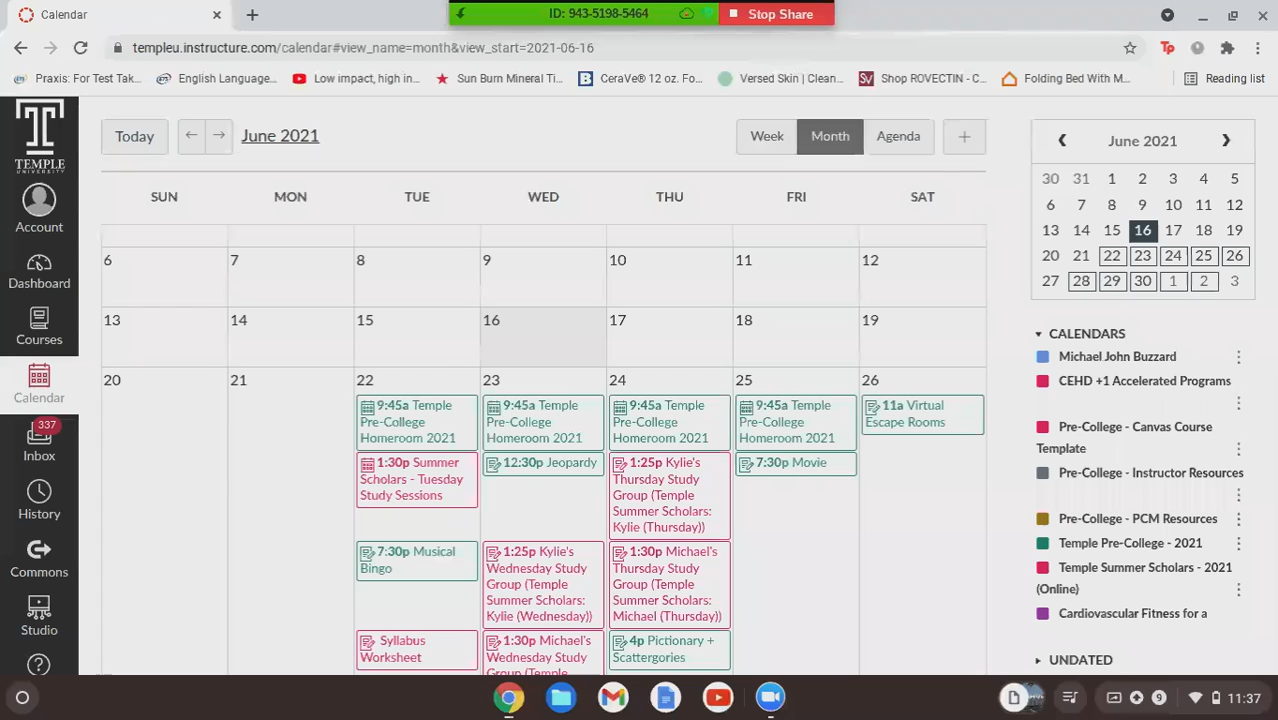 Calendar
ID: 943-5198-5464
Stop Share
templeu.instructure.com/calendar#view_name=month&view_start=2021-06-16
Tp
Praxis: For Test Tak...
English Language...
Low impact, high in...
Sun Burn Mineral Ti...
B
CeraVe® 12 oz. Fo...
Versed Skin | Clean...
SV
Shop ROVECTIN - C...
Folding Bed With M...
Reading list
TEMPLE
UNIVERSITY
Account
Dashboard
Courses
Calendar
337
Inbox
History
Commons
Studio
Today
June 2021
Week
Month
Agenda
SUN MON TUE WED THU FRI SAT
6 7 8 9 10 11 12
13 14 15 16 17 18 19
20 21 22 23 24 25 26
9:45a Temple
Pre-College
Homeroom 2021
1:30p Summer
Scholars - Tuesday
Study Sessions
7:30p Musical
Bingo
Syllabus
Worksheet
9:45a Temple
Pre-College
Homeroom 2021
12:30p Jeopardy
1:25p Kylie's
Wednesday Study
Group (Temple
Summer Scholars:
Kylie (Wednesday))
1:30p Michael's
Wednesday Study
Group (Temple
9:45a Temple
Pre-College
Homeroom 2021
1:25p Kylie's
Thursday Study
Group (Temple
Summer Scholars:
Kylie (Thursday))
1:30p Michael's
Thursday Study
Group (Temple
Summer Scholars:
Michael (Thursday))
4p Pictionary +
Scattergories
9:45a Temple
Pre-College
Homeroom 2021
7:30p Movie
11a Virtual
Escape Rooms
June 2021
30 31 1 2 3 4 5
6 7 8 9 10 11 12
13 14 15 16 17 18 19
20 21 22 23 24 25 26
27 28 29 30 1 2 3
CALENDARS
Michael John Buzzard
CEHD +1 Accelerated Programs
Pre-College - Canvas Course
Template
Pre-College - Instructor Resources
Pre-College - PCM Resources
Temple Pre-College - 2021
Temple Summer Scholars - 2021
(Online)
Cardiovascular Fitness for a
UNDATED
9
11:37